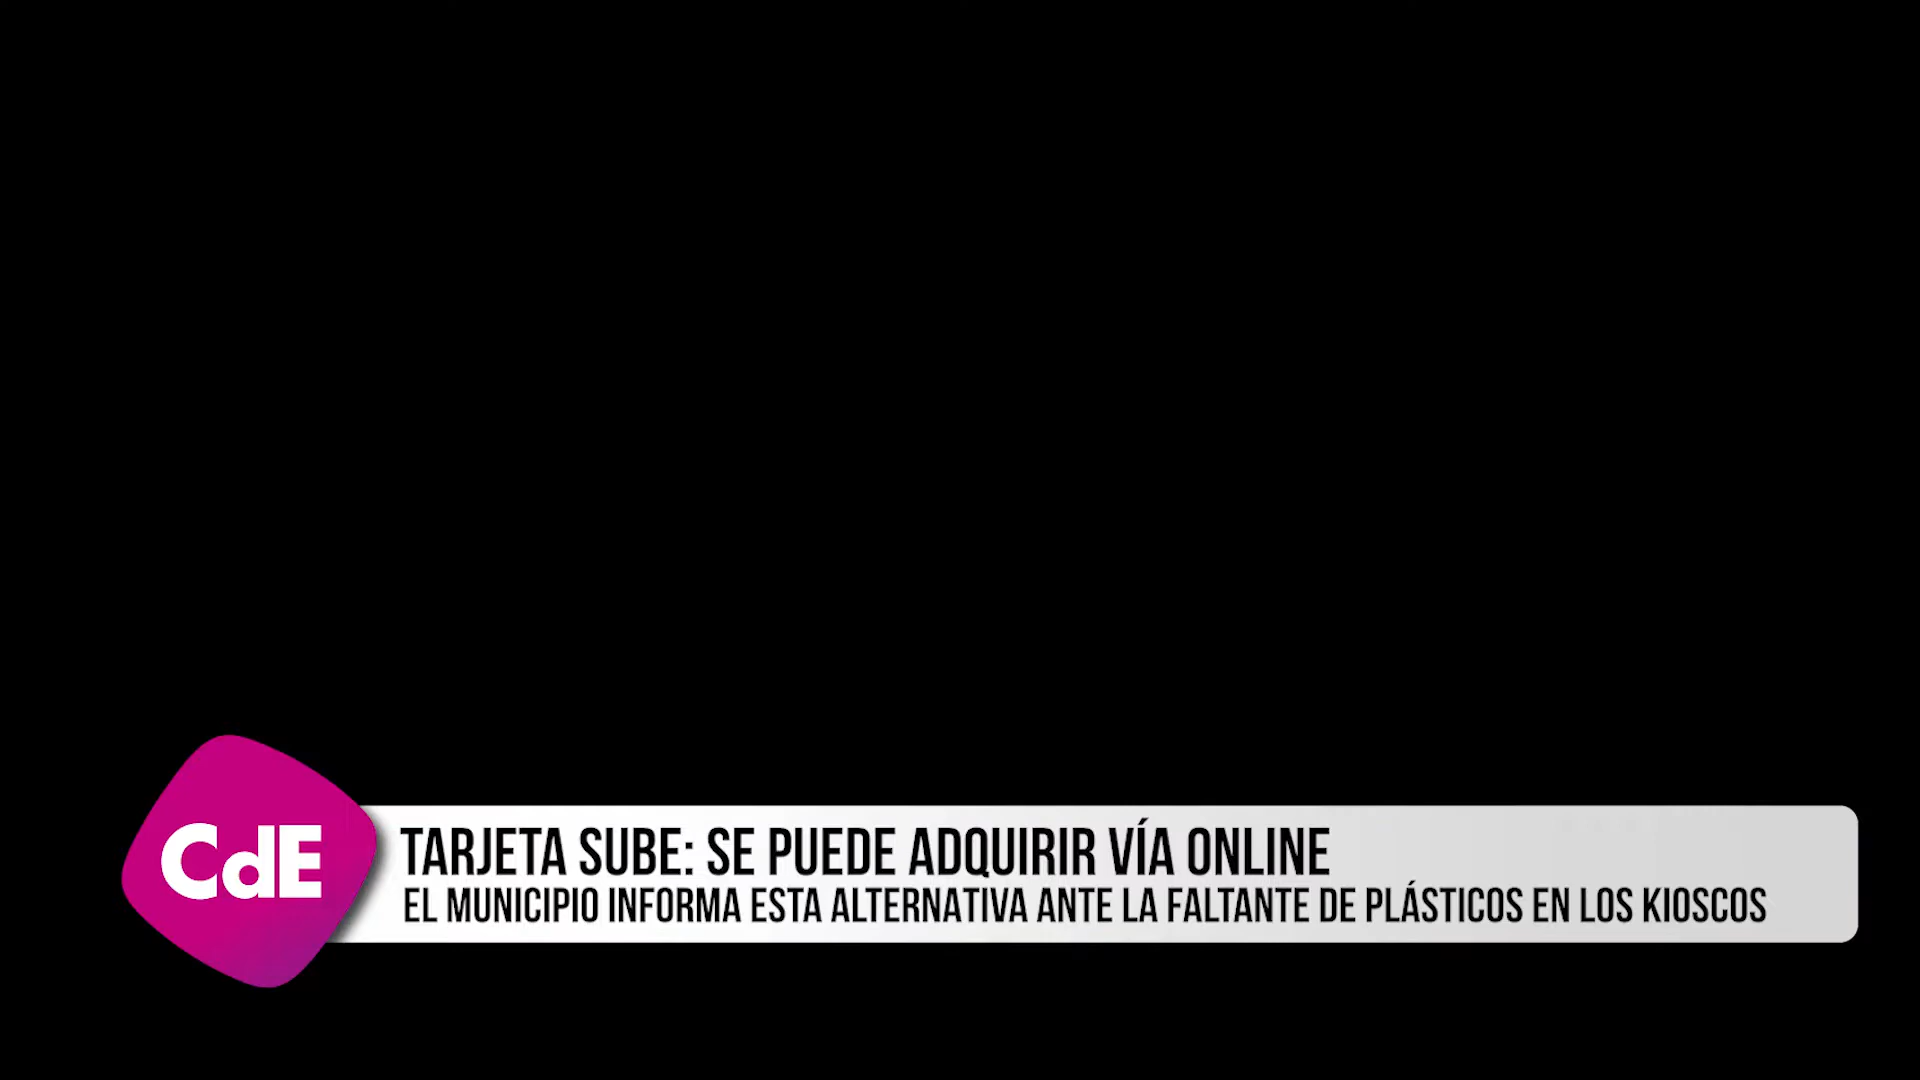 CdE
TARJETA SUBE: SE PUEDE ADQUIRIR VÍA ONLINE
EL MUNICIPIO INFORMA ESTA ALTERNATIVA ANTE LA FALTANTE DE PLÁSTICOS EN LOS KIOSCOS